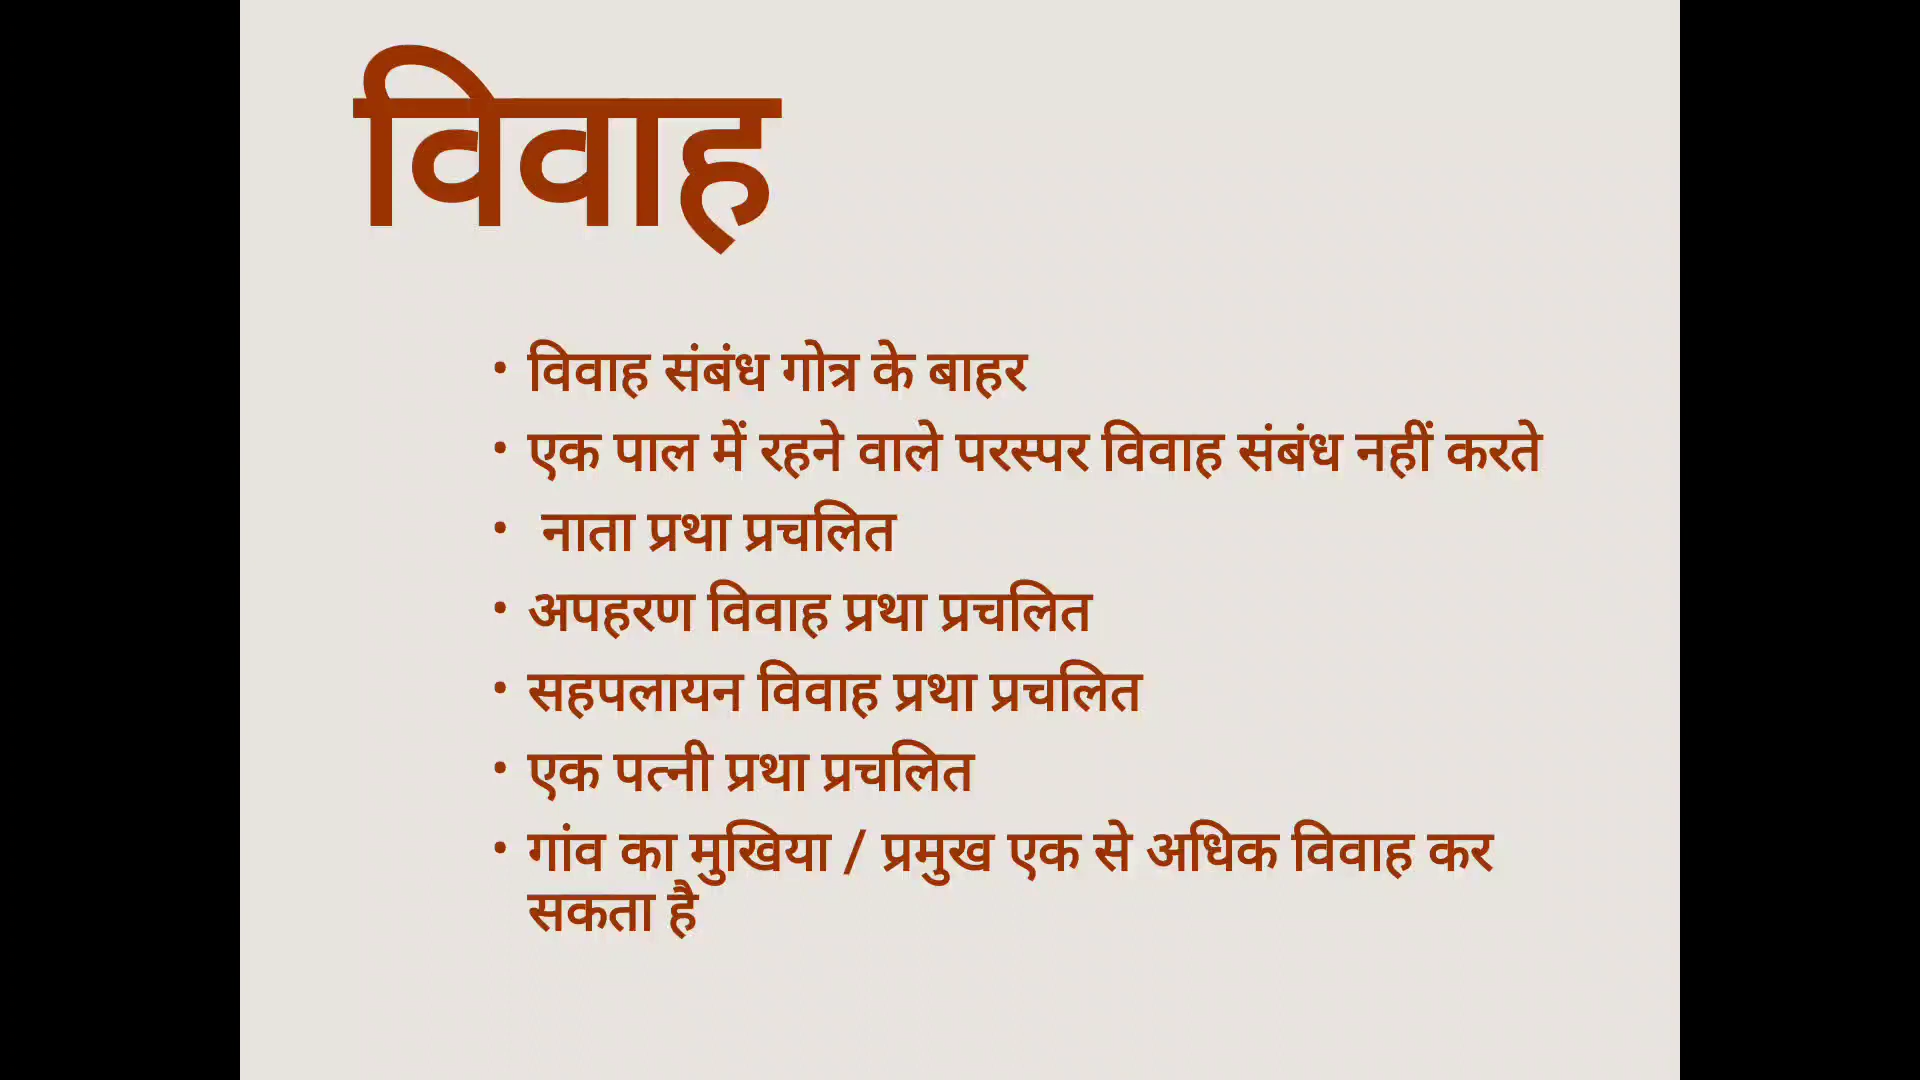 विवाह
• विवाह संबंध गोत्र के बाहर
• एक पाल में रहने वाले परस्पर विवाह संबंध नहीं करते
• नाता प्रथा प्रचलित
• अपहरण विवाह प्रथा प्रचलित
• सहपलायन विवाह प्रथा प्रचलित
• एक पत्नी प्रथा प्रचलित
• गांव का मुखिया / प्रमुख एक से अधिक विवाह कर
सकता है